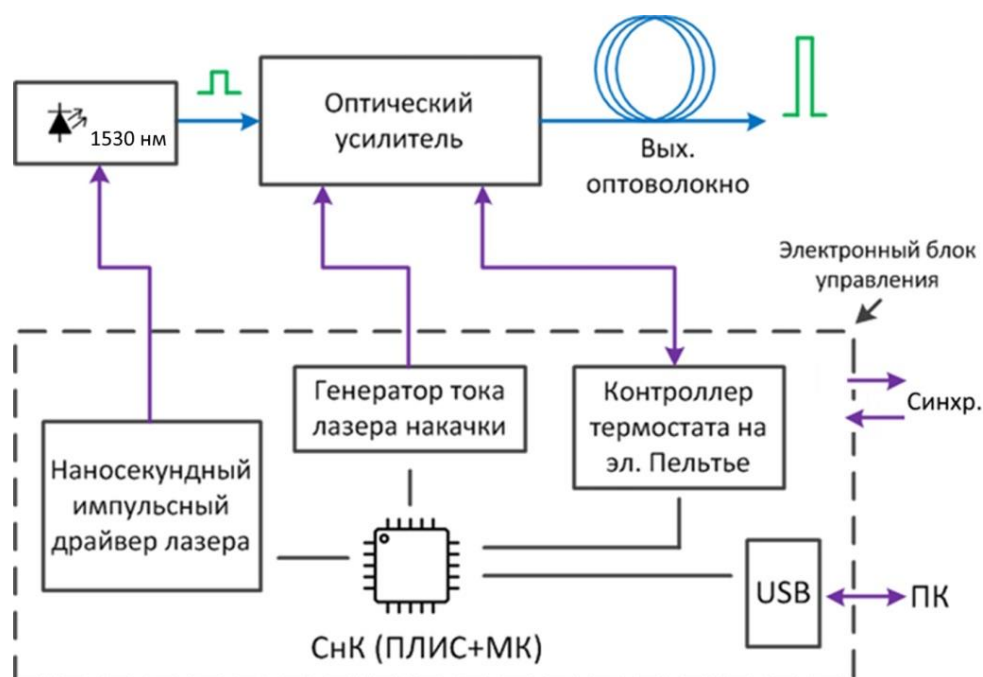 1530 нм
Оптический
усилитель
Вых.
оптоволокно
Электронный блок
управления
Генератор тока
лазера накачки
Контроллер
термостата на
эл. Пельтье
Синхр.
Наносекундный
импульсный
драйвер лазера
USB
ПК
СнК (ПЛИС+МК)